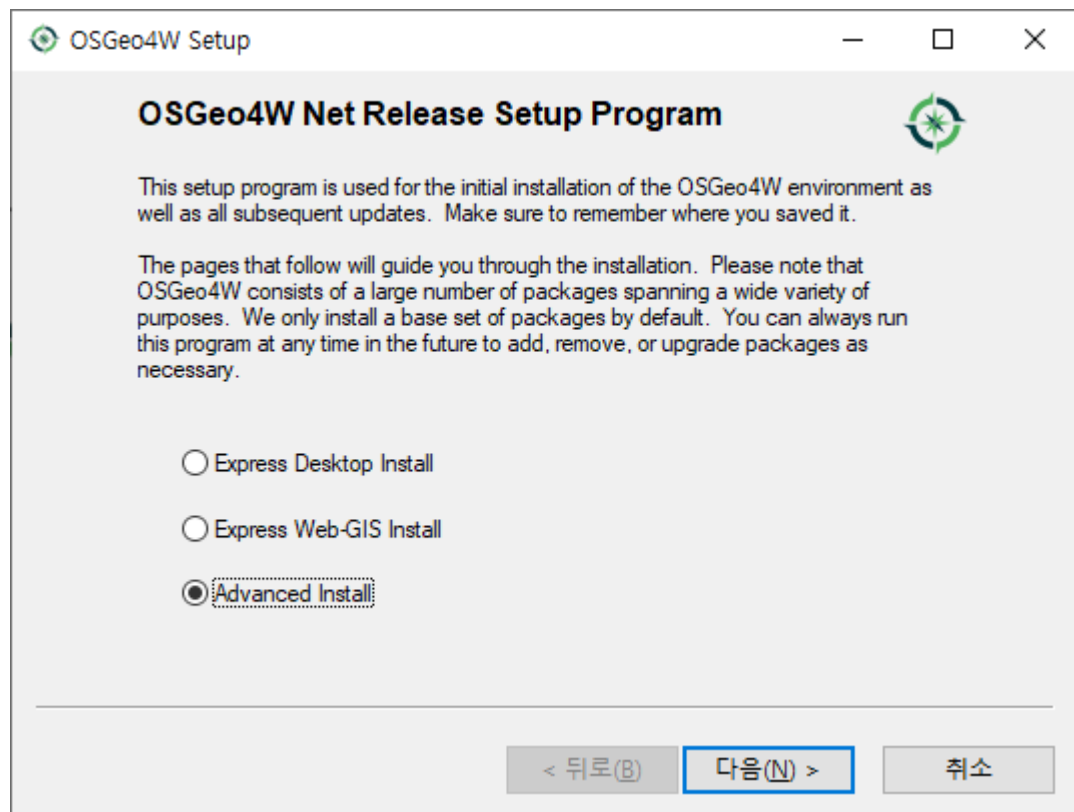 OSGeo4W Setup
OSGeo4W Net Release Setup Program
This setup program is used for the initial installation of the OSGeo4W environment as
well as all subsequent updates.  Make sure to remember where you saved it.
The pages that follow will guide you through the installation.  Please note that
OSGeo4W consists of a large number of packages spanning a wide variety of
purposes.  We only install a base set of packages by default.  You can always run
this program at any time in the future to add, remove, or upgrade packages as
necessary.
Express Desktop Install
Express Web-GIS Install
Advanced Install
< 뒤로(B) 다음(N) > 취소